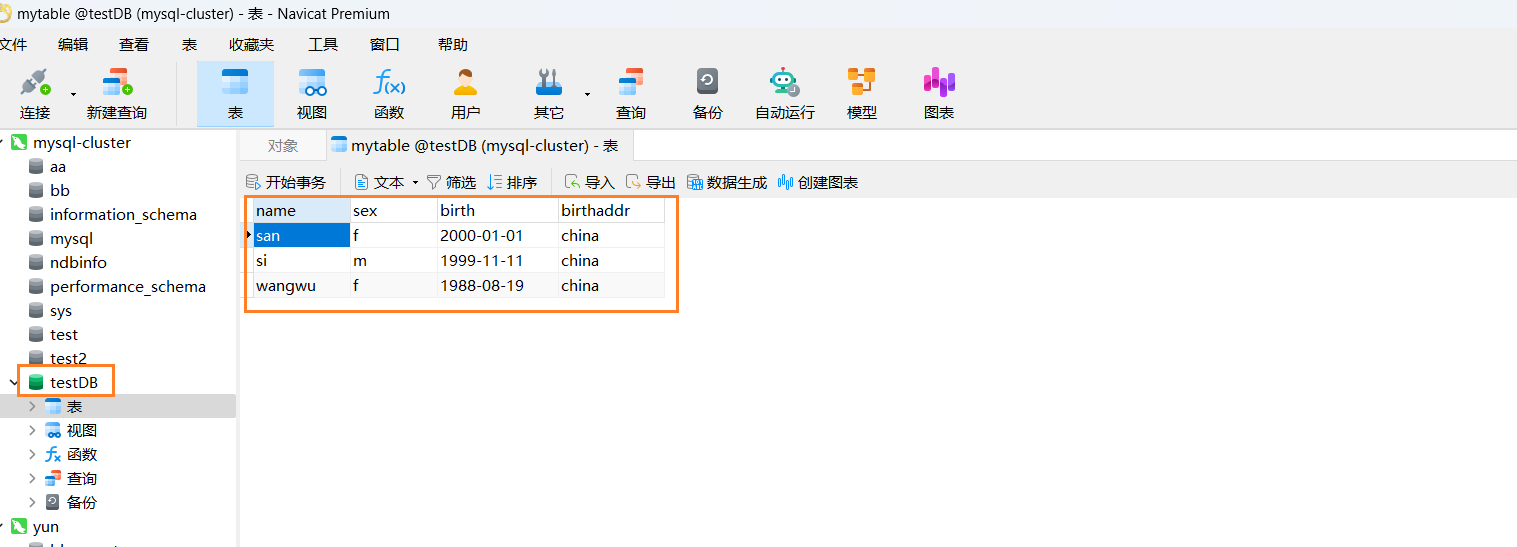 mytable @testDB (mysql-cluster) - 表 - Navicat Premium
文件 编辑 查看 表 收藏夹 工具 窗口 帮助
连接 新建查询 表 视图 函数 用户 其它 查询 备份 自动运行 模型 图表
mysql-cluster
aa
bb
information_schema
mysql
ndbinfo
performance_schema
sys
test
test2
testDB
表
视图
函数
查询
备份
yun
对象 mytable @testDB (mysql-cluster) - 表
开始事务 文本 筛选 排序 导入 导出 数据生成 创建图表
name sex birth birthaddr
san f 2000-01-01 china
si m 1999-11-11 china
wangwu f 1988-08-19 china